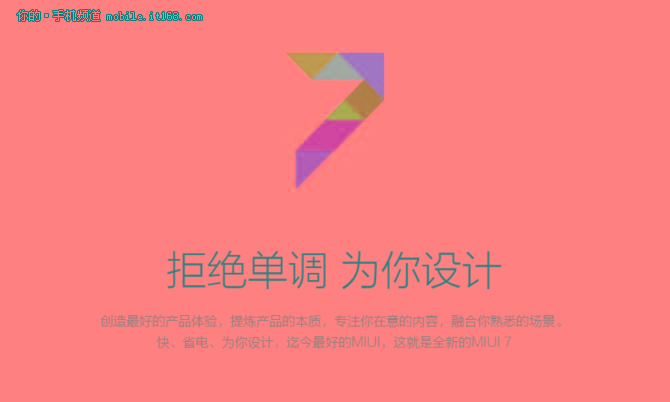 你的·手机频道 mobile.it168.com
拒绝单调 为你设计
创造最好的产品体验，提炼产品的本质，专注你在意的内容，融合你熟悉的场景。
快、省电、为你设计，迄今最好的MIUI，这就是全新的MIUI 7